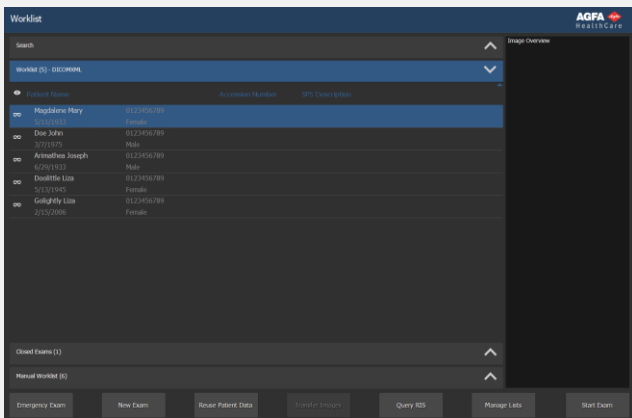 Worklist
AGFA
HealthCare
Search
Image Overview
Worklist (5) - DICOMXML
Patient Name Accession Number SPS Description
Magdalene Mary 0123456789
5/11/1933 Female
Doe John 0123456789
3/7/1975 Male
Arimathea Joseph 0123456789
6/29/1933 Male
Doolittle Liza 0123456789
5/13/1945 Female
Golightly Liza 0123456789
2/15/2006 Female
Closed Exams (1)
Manual Worklist (6)
Emergency Exam New Exam Reuse Patient Data Transfer Images Query RIS Manage Lists Start Exam